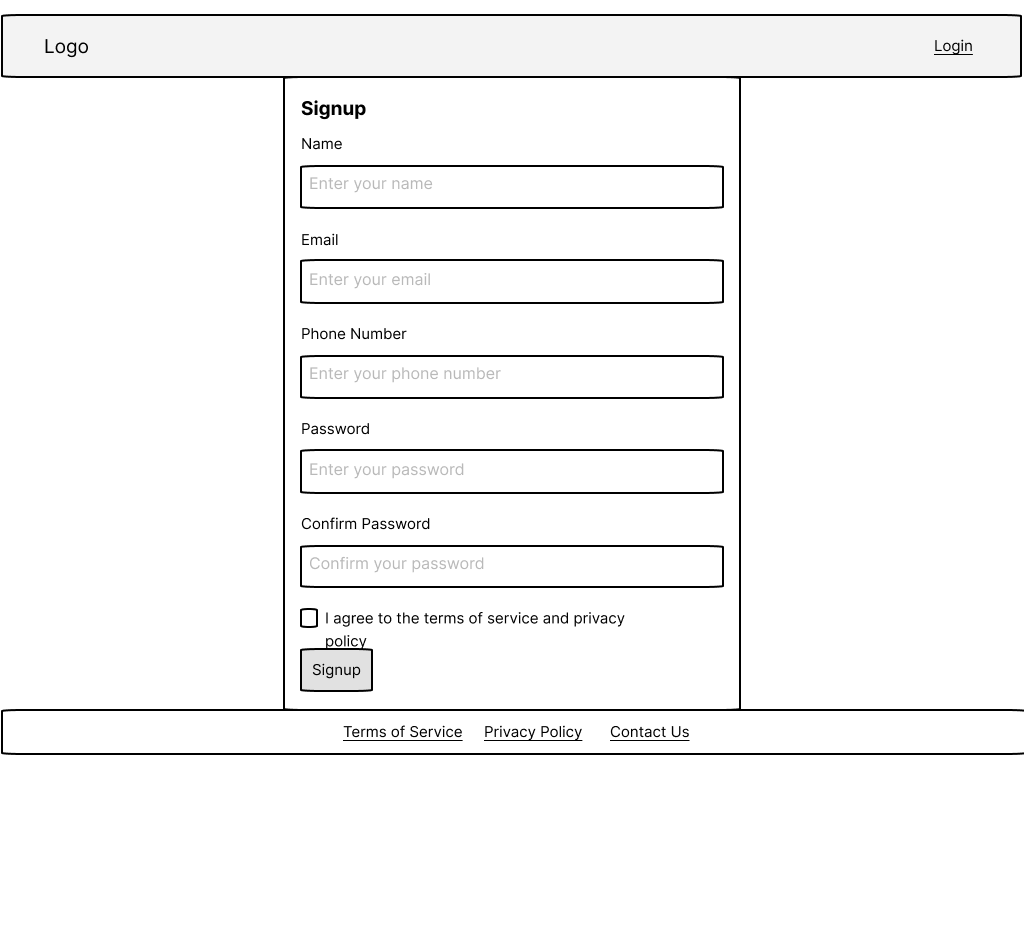 Logo
Login
Signup
Name
Enter your name
Email
Enter your email
Phone Number
Enter your phone number
Password
Enter your password
Confirm Password
Confirm your password
I agree to the terms of service and privacy
policy
Signup
Terms of Service Privacy Policy Contact Us